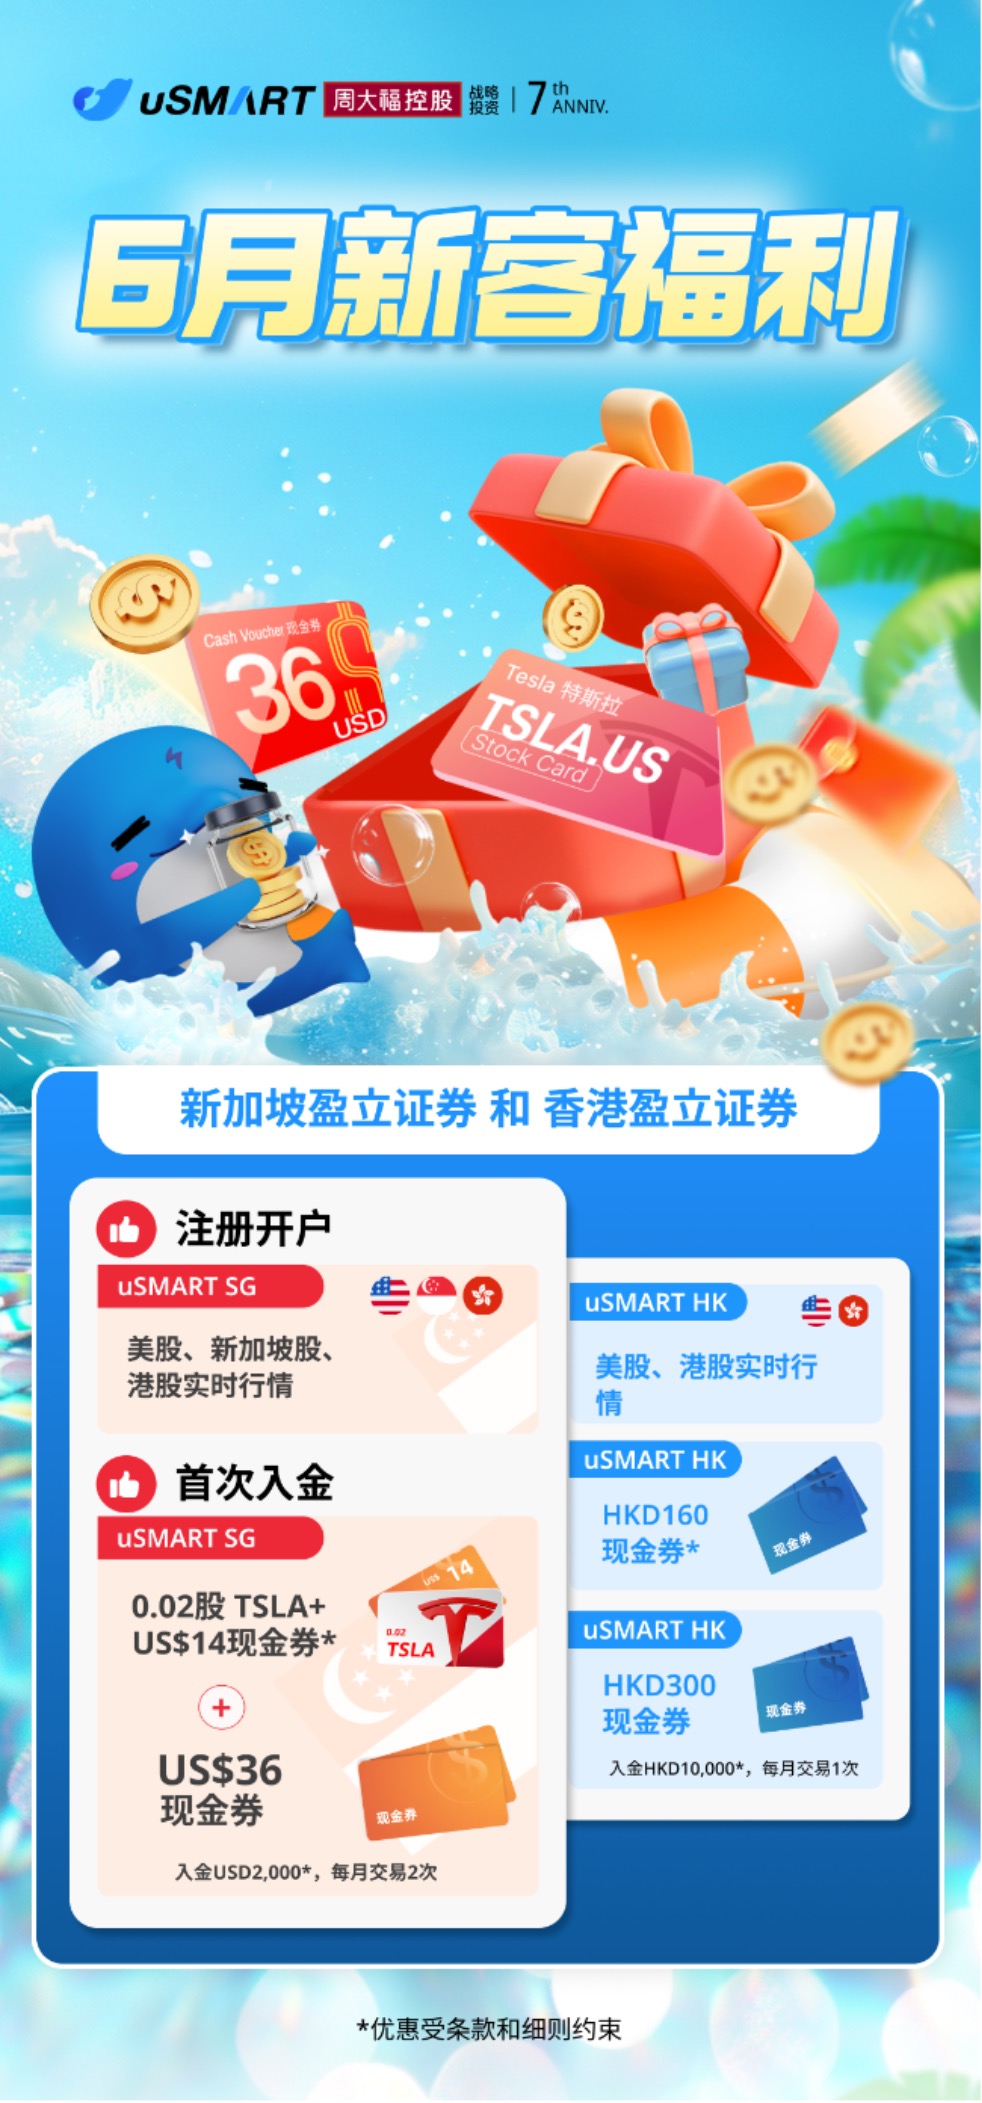 uSMART 周大福控股 战略投资 | 7th ANNIV.
6月新客福利
Cash Voucher 现金券
36
USD
Tesla 特斯拉
TSLA.US
Stock Card
新加坡盈立证券 和 香港盈立证券
注册开户
uSMART SG
美股、新加坡股、
港股实时行情
首次入金
uSMART SG
0.02股 TSLA+
US$14现金券*
US$ 14
0.02
TSLA
+
US$36
现金券
现金券
入金USD2,000*，每月交易2次
uSMART HK
美股、港股实时行
情
uSMART HK
HKD160
现金券*
现金券
uSMART HK
HKD300
现金券
现金券
入金HKD10,000*，每月交易1次
*优惠受条款和细则约束